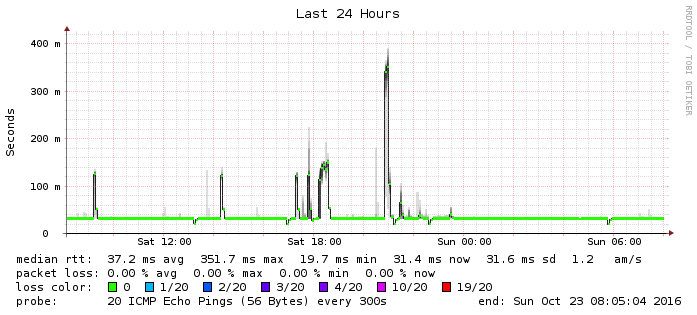 Last 24 Hours
RRDTOOL / TOBI OETIKER
Seconds
400 m
300 m
200 m
100 m
0
Sat 12:00 Sat 18:00 Sun 00:00 Sun 06:00
median rtt: 37.2 ms avg 351.7 ms max 19.7 ms min 31.4 ms now 31.6 ms sd 1.2 am/s
packet loss: 0.00 % avg 0.00 % max 0.00 % min 0.00 % now
loss color: 0 1/20 2/20 3/20 4/20 10/20 19/20
probe: 20 ICMP Echo Pings (56 Bytes) every 300s end: Sun Oct 23 08:05:04 2016